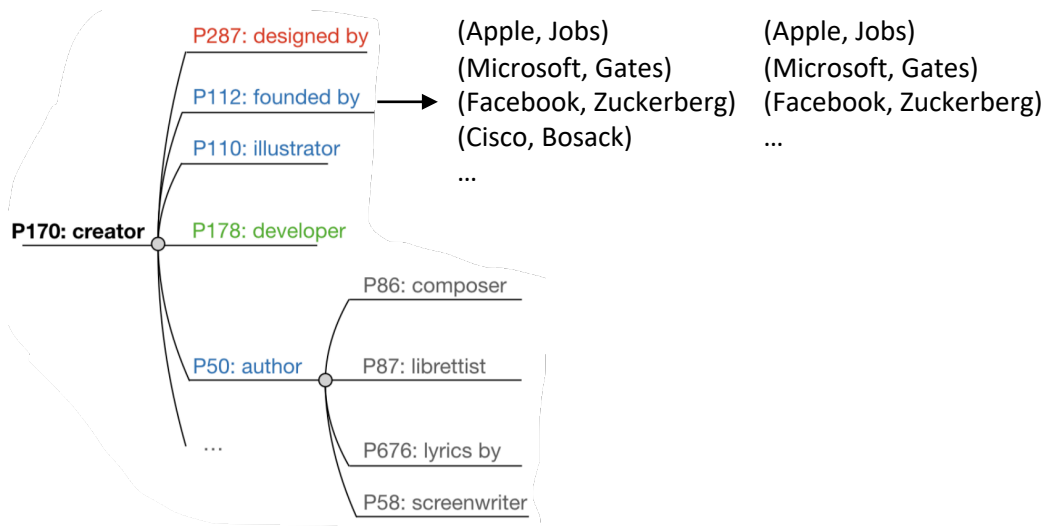 P287: designed by
P112: founded by
P110: illustrator
P170: creator
P178: developer
P50: author
...
P86: composer
P87: librettist
P676: lyrics by
P58: screenwriter
(Apple, Jobs)
(Microsoft, Gates)
(Facebook, Zuckerberg)
(Cisco, Bosack)
...
(Apple, Jobs)
(Microsoft, Gates)
(Facebook, Zuckerberg)
...